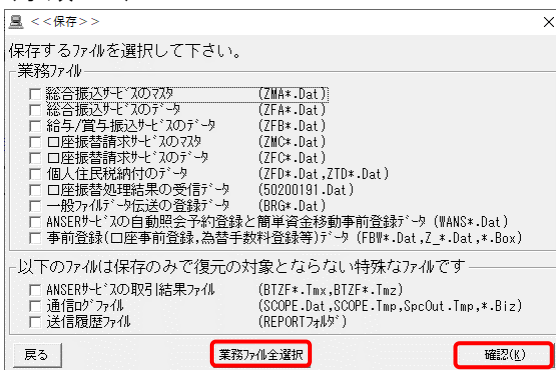 <<保存>>
保存するﾌｧｲﾙを選択して下さい。
業務ﾌｧｲﾙ
総合振込ｻｰﾋﾞｽのﾏｽﾀ (ZMA*.Dat)
総合振込ｻｰﾋﾞｽのﾃﾞｰﾀ (ZFA*.Dat)
給与/賞与振込ｻｰﾋﾞｽのﾃﾞｰﾀ (ZFB*.Dat)
口座振替請求ｻｰﾋﾞｽのﾏｽﾀ (ZMC*.Dat)
口座振替請求ｻｰﾋﾞｽのﾃﾞｰﾀ (ZFC*.Dat)
個人住民税納付のﾃﾞｰﾀ (ZFD*.Dat,ZTD*.Dat)
口座振替処理結果の受信ﾃﾞｰﾀ (50200191.Dat)
一般ﾌｧｲﾙﾃﾞｰﾀ伝送の登録ﾃﾞｰﾀ (BRG*.Dat)
ANSERｻｰﾋﾞｽの自動照会予約登録と簡単資金移動事前登録ﾃﾞｰﾀ (WANS*.Dat)
事前登録(口座事前登録,為替手数料登録等)ﾃﾞｰﾀ (FBW*.Dat,Z_*.Dat,*.Box)
以下のﾌｧｲﾙは保存のみで復元の対象とならない特殊なﾌｧｲﾙです
ANSERｻｰﾋﾞｽの取引結果ﾌｧｲﾙ (BTZF*.Tmx,BTZF*.Tmz)
通信ﾛｸﾞﾌｧｲﾙ (SCOPE.Dat,SCOPE.Tmp,SpcOut.Tmp,*.Biz)
送信履歴ﾌｧｲﾙ (REPORTﾌｫﾙﾀﾞ)
戻る 業務ﾌｧｲﾙ全選択 確認(K)